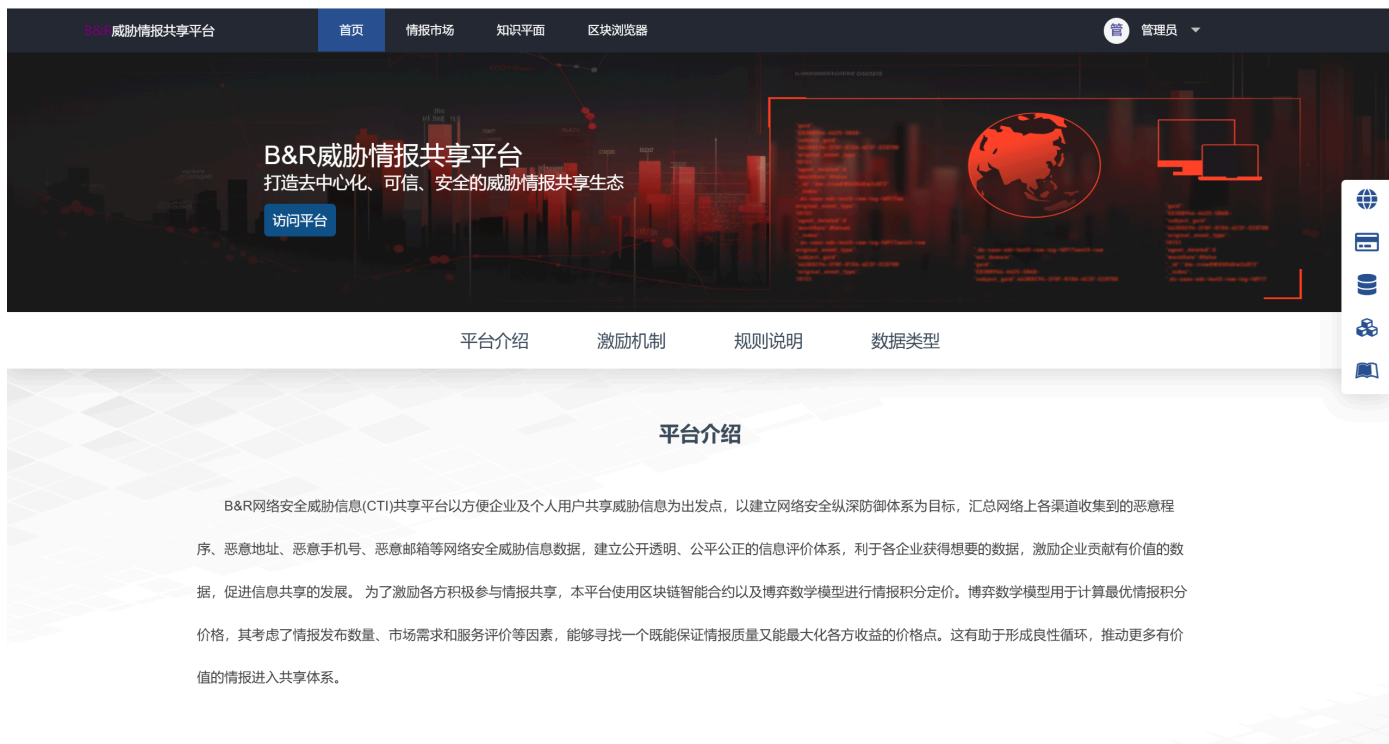 B&R威胁情报共享平台
首页
情报市场
知识平面
区块浏览器
管
管理员
B&R威胁情报共享平台
打造去中心化、可信、安全的威胁情报共享生态
访问平台
平台介绍
激励机制
规则说明
数据类型
平台介绍
B&R网络安全威胁信息(CTI)共享平台以方便企业及个人用户共享威胁信息为出发点，以建立网络安全纵深防御体系为目标，汇总网络上各渠道收集到的恶意程
序、恶意地址、恶意手机号、恶意邮箱等网络安全威胁信息数据，建立公开透明、公平公正的信息评价体系，利于各企业获得想要的数据，激励企业贡献有价值的数
据，促进信息共享的发展。 为了激励各方积极参与情报共享，本平台使用区块链智能合约以及博弈数学模型进行情报积分定价。博弈数学模型用于计算最优情报积分
价格，其考虑了情报发布数量、市场需求和服务评价等因素，能够寻找一个既能保证情报质量又能最大化各方收益的价格点。这有助于形成良性循环，推动更多有价
值的情报进入共享体系。